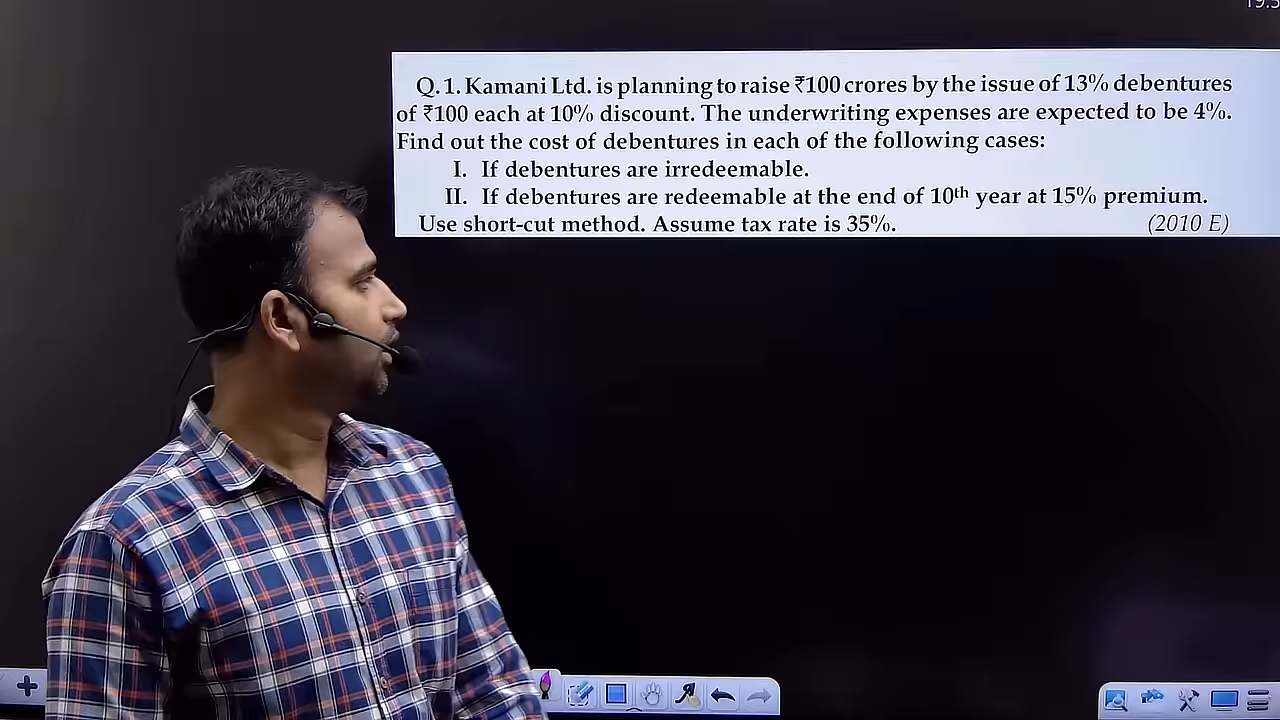 Q. 1. Kamani Ltd. is planning to raise ₹100 crores by the issue of 13% debentures
of ₹100 each at 10% discount. The underwriting expenses are expected to be 4%.
Find out the cost of debentures in each of the following cases:
I. If debentures are irredeemable.
II. If debentures are redeemable at the end of 10th year at 15% premium.
Use short-cut method. Assume tax rate is 35%. (2010 E)